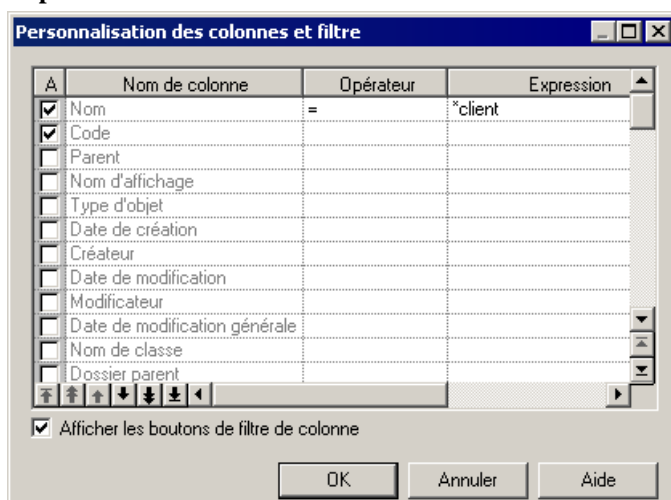 Personnalisation des colonnes et filtre
A Nom de colonne Opérateur Expression
Nom = *client
Code
Parent
Nom d'affichage
Type d'objet
Date de création
Créateur
Date de modification
Modificateur
Date de modification générale
Nom de classe
Dossier parent
Afficher les boutons de filtre de colonne
OK Annuler Aide